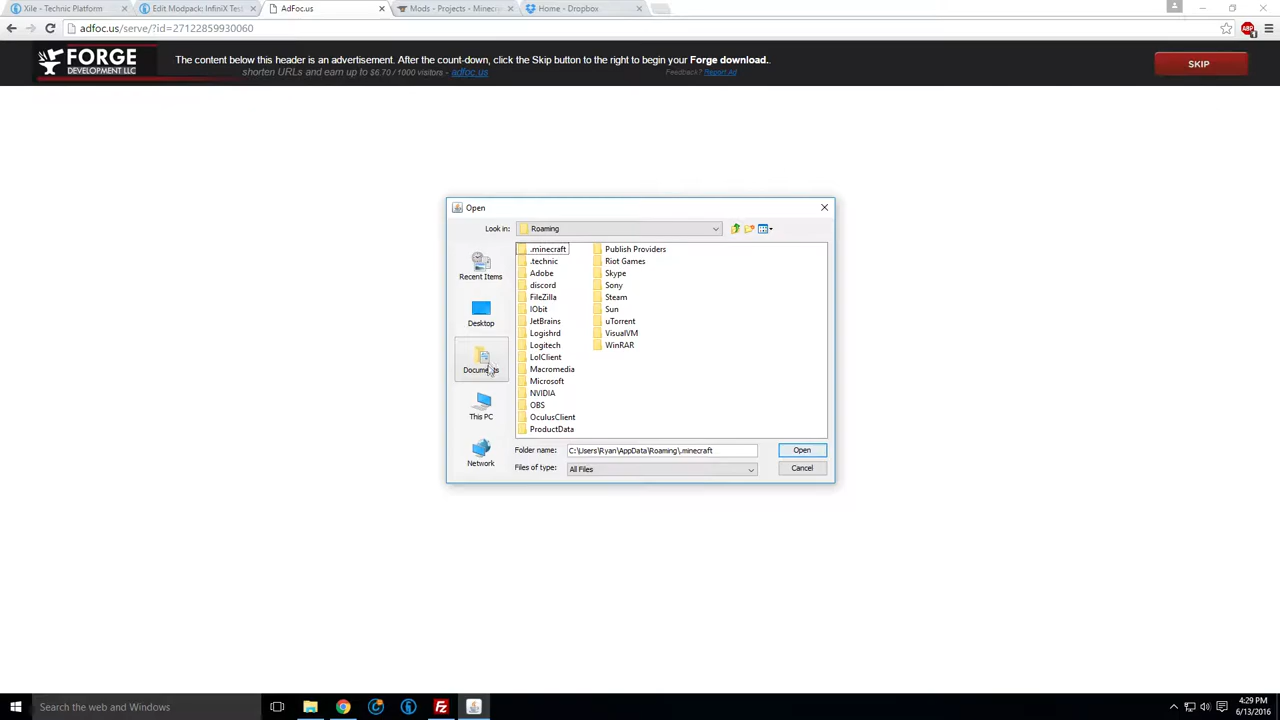 Xile - Technic Platform
Edit Modpack: InfiniX Test
AdFoc.us
Mods - Projects - Minecr
Home - Dropbox
adfoc.us/serve/?id=27122859930060
FORGE
DEVELOPMENT LLC
The content below this header is an advertisement. After the count-down, click the Skip button to the right to begin your Forge download..
shorten URLs and earn up to $6.70 / 1000 visitors - adfoc.us
Feedback? Report Ad
SKIP
Open
Look in:
Roaming
Recent Items
Desktop
Documents
This PC
Network
.minecraft
.technic
Adobe
discord
FileZilla
IObit
JetBrains
Logishrd
Logitech
LolClient
Macromedia
Microsoft
NVIDIA
OBS
OculusClient
ProductData
Publish Providers
Riot Games
Skype
Sony
Steam
Sun
uTorrent
VisualVM
WinRAR
Folder name:
C:\Users\Ryan\AppData\Roaming\.minecraft
Open
Files of type:
All Files
Cancel
Search the web and Windows
4:29 PM
6/13/2016